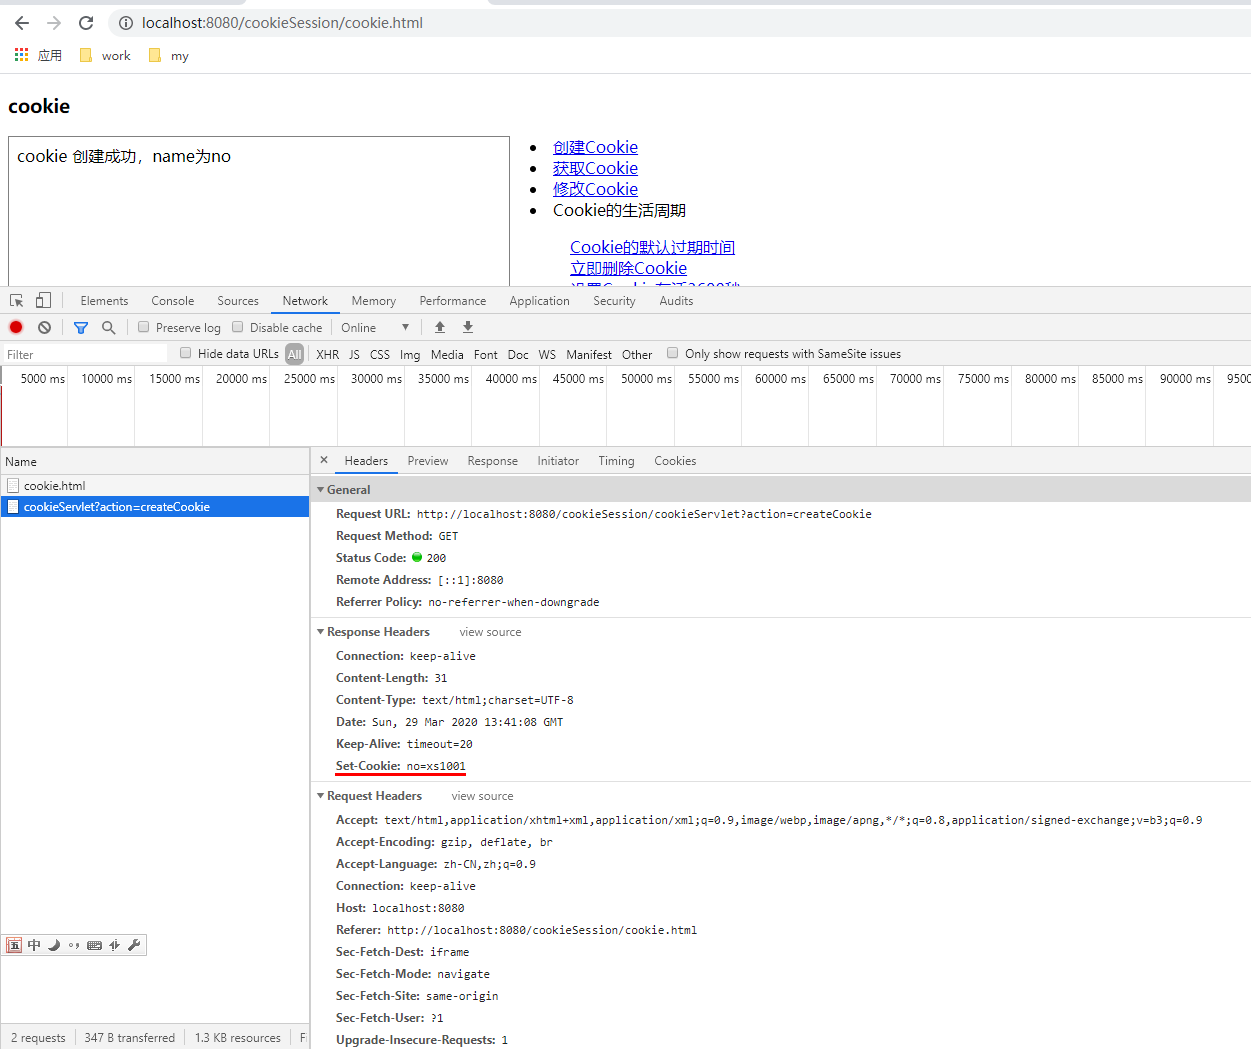 localhost:8080/cookieSession/cookie.html
应用 work my
cookie
cookie 创建成功，name为no
创建Cookie
获取Cookie
修改Cookie
Cookie的生活周期
Cookie的默认过期时间
立即删除Cookie
Elements Console Sources Network Memory Performance Application Security Audits
Preserve log Disable cache Online
Filter Hide data URLs All XHR JS CSS Img Media Font Doc WS Manifest Other Only show requests with SameSite issues
5000 ms 10000 ms 15000 ms 20000 ms 25000 ms 30000 ms 35000 ms 40000 ms 45000 ms 50000 ms 55000 ms 60000 ms 65000 ms 70000 ms 75000 ms 80000 ms 85000 ms 90000 ms
Name
cookie.html
cookieServlet?action=createCookie
× Headers Preview Response Initiator Timing Cookies
General
Request URL: http://localhost:8080/cookieSession/cookieServlet?action=createCookie
Request Method: GET
Status Code: 200
Remote Address: [::1]:8080
Referrer Policy: no-referrer-when-downgrade
Response Headers view source
Connection: keep-alive
Content-Length: 31
Content-Type: text/html;charset=UTF-8
Date: Sun, 29 Mar 2020 13:41:08 GMT
Keep-Alive: timeout=20
Set-Cookie: no=xs1001
Request Headers view source
Accept: text/html,application/xhtml+xml,application/xml;q=0.9,image/webp,image/apng,*/*;q=0.8,application/signed-exchange;v=b3;q=0.9
Accept-Encoding: gzip, deflate, br
Accept-Language: zh-CN,zh;q=0.9
Connection: keep-alive
Host: localhost:8080
Referer: http://localhost:8080/cookieSession/cookie.html
Sec-Fetch-Dest: iframe
Sec-Fetch-Mode: navigate
Sec-Fetch-Site: same-origin
Sec-Fetch-User: ?1
Upgrade-Insecure-Requests: 1
五 中
2 requests 347 B transferred 1.3 KB resources